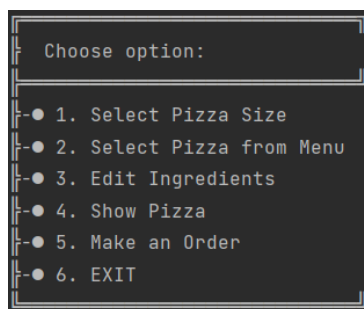 Choose option:
1. Select Pizza Size
2. Select Pizza from Menu
3. Edit Ingredients
4. Show Pizza
5. Make an Order
6. EXIT